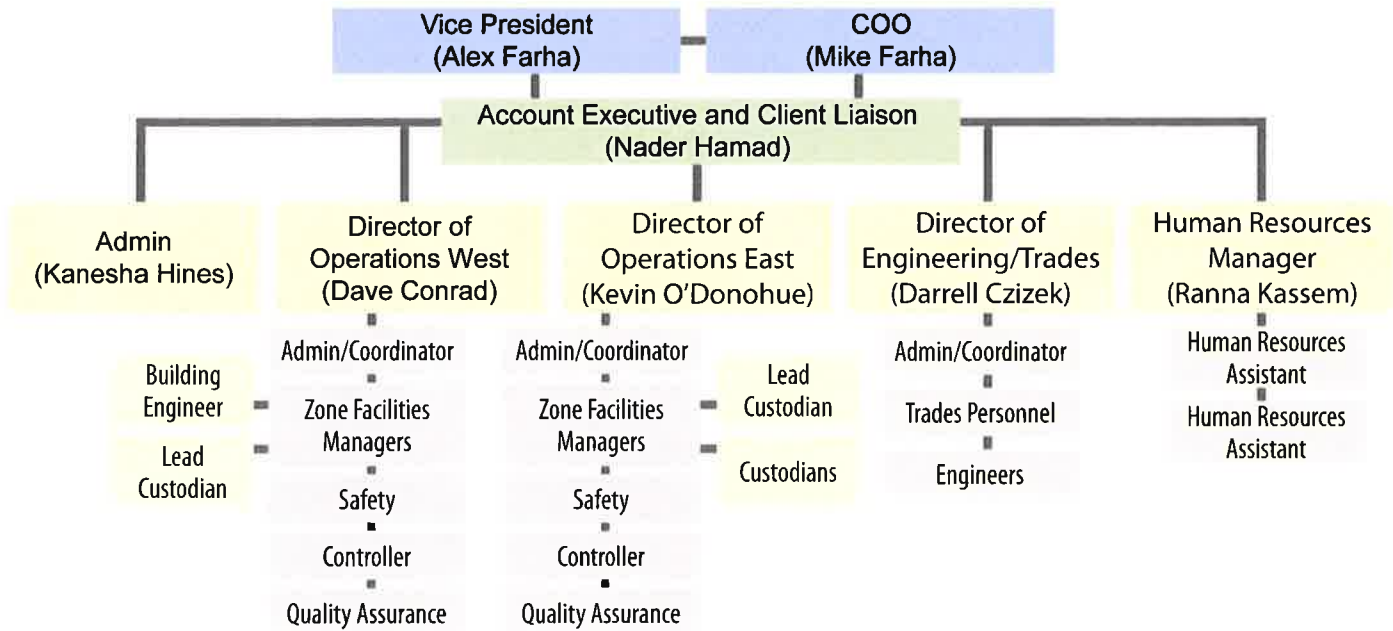 Vice President
(Alex Farha)
COO
(Mike Farha)
Account Executive and Client Liaison
(Nader Hamad)
Admin
(Kanesha Hines)
Director of
Operations West
(Dave Conrad)
Director of
Operations East
(Kevin O'Donohue)
Director of
Engineering/Trades
(Darrell Czizek)
Human Resources
Manager
(Ranna Kassem)
Building
Engineer
Lead
Custodian
Admin/Coordinator
Zone Facilities
Managers
Safety
Controller
Quality Assurance
Admin/Coordinator
Zone Facilities
Managers
Safety
Controller
Quality Assurance
Lead
Custodian
Custodians
Admin/Coordinator
Trades Personnel
Engineers
Human Resources
Assistant
Human Resources
Assistant